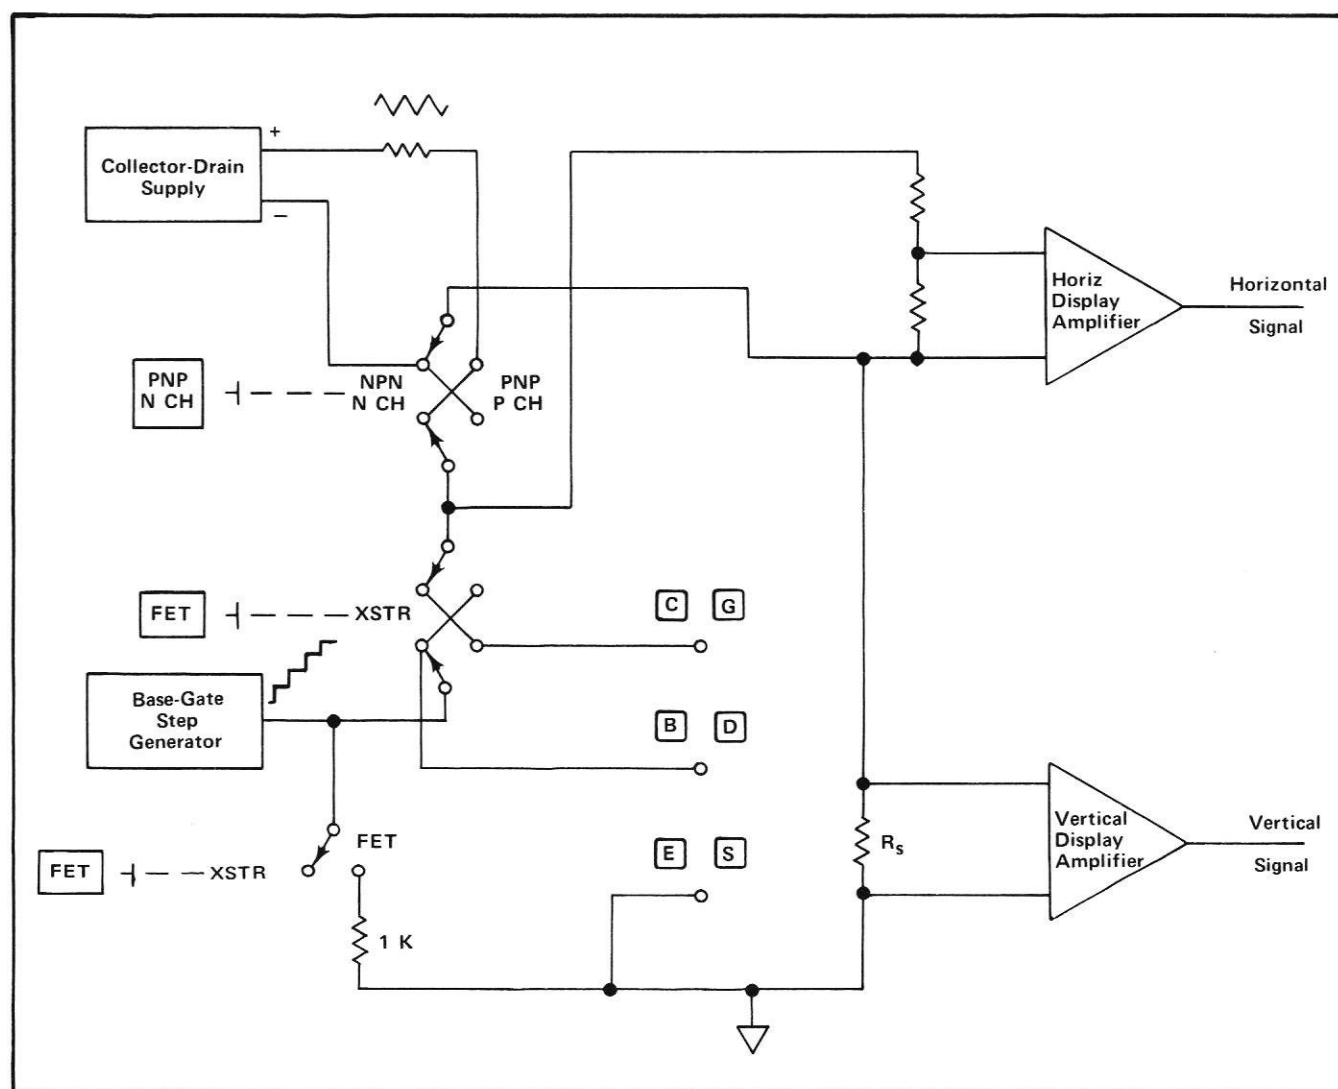 Collector-Drain
Supply
+
−
PNP
N CH
NPN
N CH
PNP
P CH
Horiz
Display
Amplifier
Horizontal
Signal
FET
XSTR
C
G
Base-Gate
Step
Generator
B
D
FET
XSTR
FET
E
S
1 K
Rs
Vertical
Display
Amplifier
Vertical
Signal